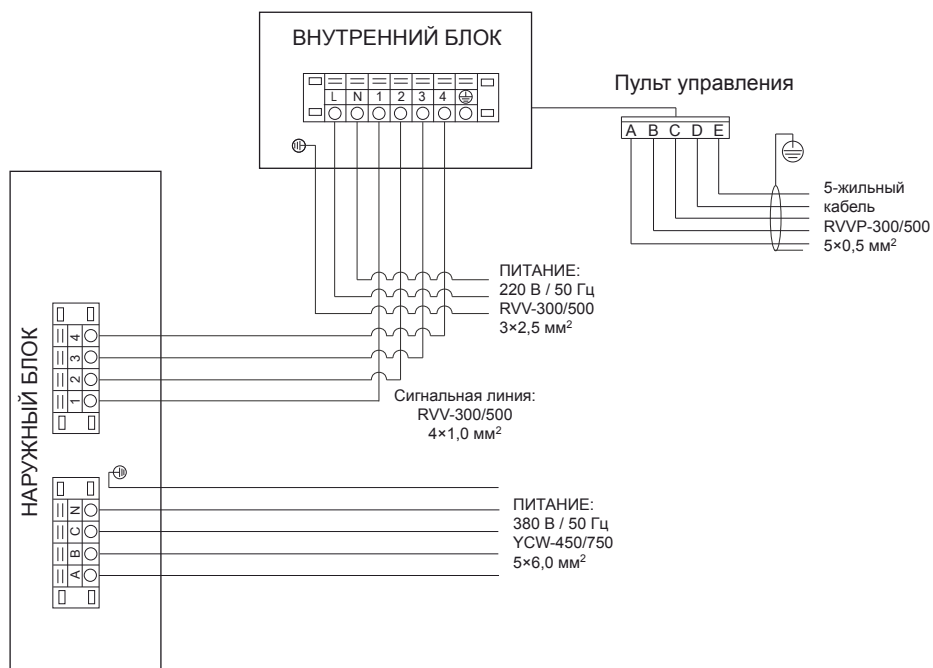 ВНУТРЕННИЙ БЛОК
L N 1 2 3 4
Пульт управления
A B C D E
5-жильный
кабель
RVVP-300/500
5×0,5 мм²
ПИТАНИЕ:
220 В / 50 Гц
RVV-300/500
3×2,5 мм²
НАРУЖНЫЙ БЛОК
4
3
2
1
Сигнальная линия:
RVV-300/500
4×1,0 мм²
N
C
B
A
ПИТАНИЕ:
380 В / 50 Гц
YCW-450/750
5×6,0 мм²